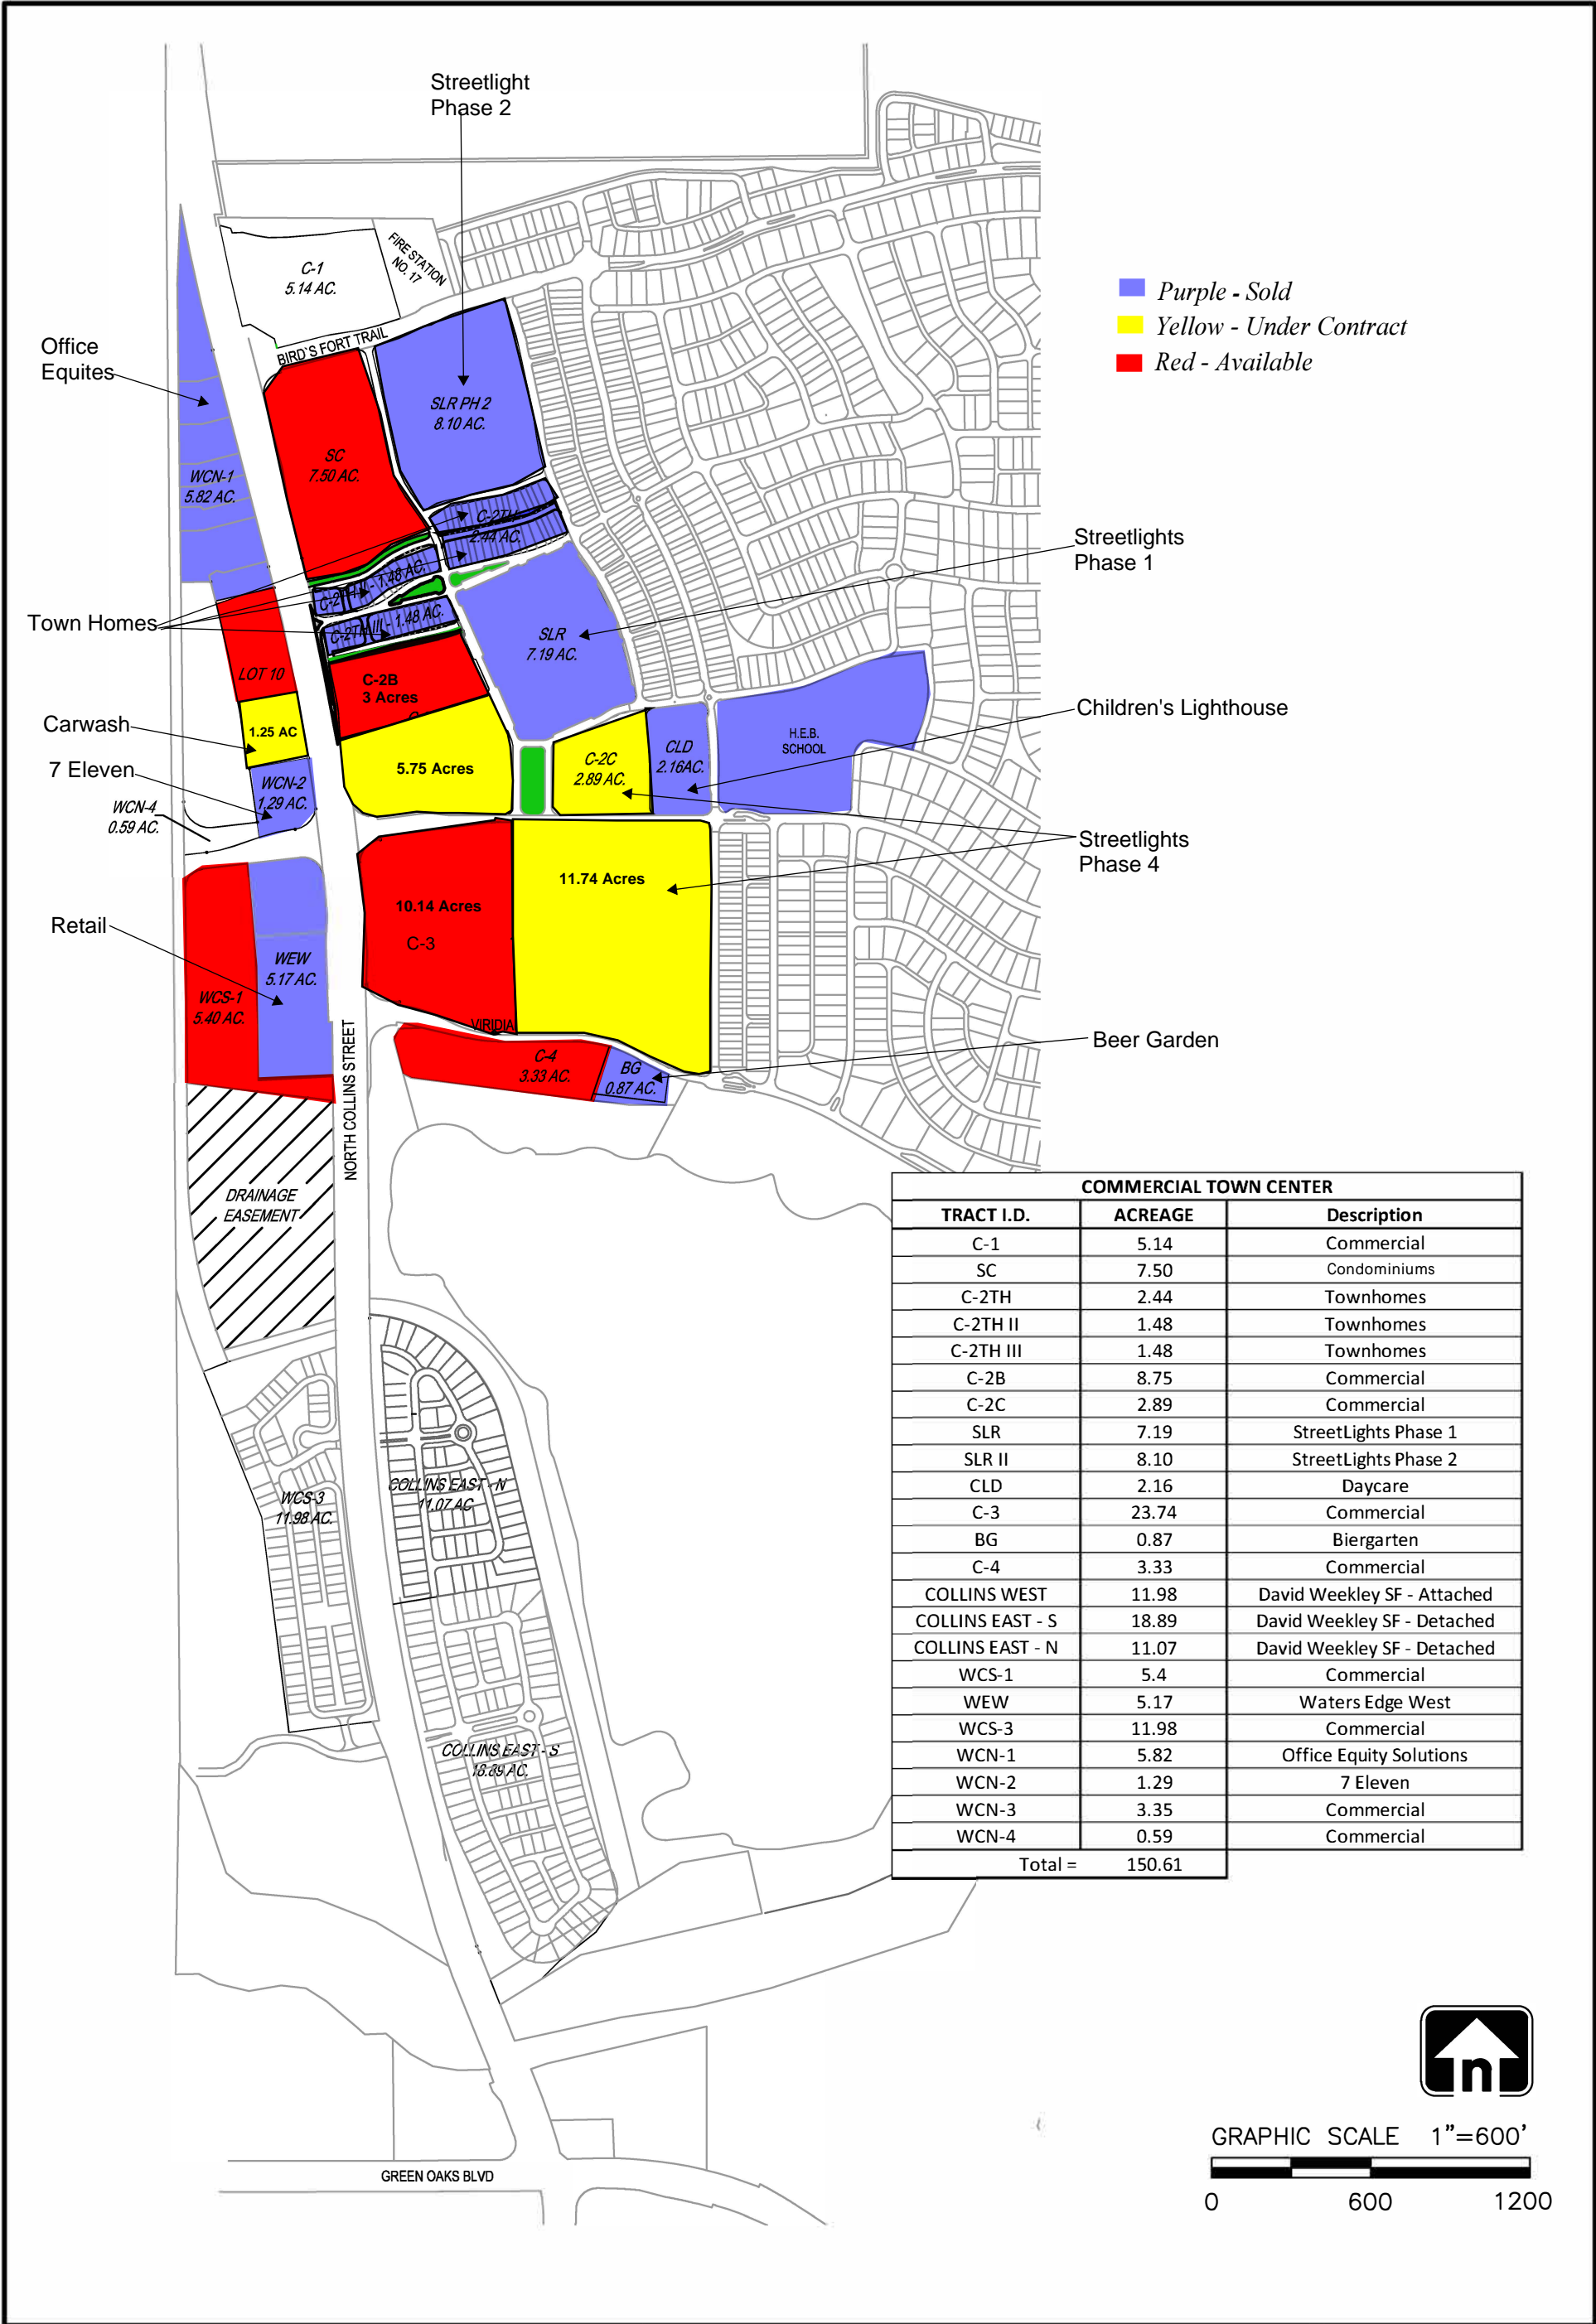 Streetlight
Phase 2
FIRE STATION
NO. 17
C-1
5.14 AC.
Purple - Sold
Yellow - Under Contract
Red - Available
BIRD'S FORT TRAIL
Office
Equites
SLR PH 2
8.10 AC.
SC
7.50 AC.
WCN-1
5.82 AC.
C-2TH
2.44 AC.
Streetlights
Phase 1
C-2TH II - 1.48 AC.
C-2TH III - 1.48 AC.
Town Homes
SLR
7.19 AC.
LOT 10
C-2B
3 Acres
Children's Lighthouse
Carwash
1.25 AC
H.E.B.
SCHOOL
CLD
2.16AC.
C-2C
2.89 AC.
5.75 Acres
7 Eleven
WCN-2
1.29 AC.
WCN-4
0.59 AC.
Streetlights
Phase 4
11.74 Acres
10.14 Acres
C-3
Retail
WEW
5.17 AC.
WCS-1
5.40 AC.
VIRIDIA
Beer Garden
C-4
3.33 AC.
BG
0.87 AC.
NORTH COLLINS STREET
DRAINAGE
EASEMENT
COMMERCIAL TOWN CENTER
TRACT I.D. ACREAGE Description
C-1 5.14 Commercial
SC 7.50 Condominiums
C-2TH 2.44 Townhomes
C-2TH II 1.48 Townhomes
C-2TH III 1.48 Townhomes
C-2B 8.75 Commercial
C-2C 2.89 Commercial
SLR 7.19 StreetLights Phase 1
SLR II 8.10 StreetLights Phase 2
CLD 2.16 Daycare
C-3 23.74 Commercial
BG 0.87 Biergarten
C-4 3.33 Commercial
COLLINS WEST 11.98 David Weekley SF - Attached
COLLINS EAST - S 18.89 David Weekley SF - Detached
COLLINS EAST - N 11.07 David Weekley SF - Detached
WCS-1 5.4 Commercial
WEW 5.17 Waters Edge West
WCS-3 11.98 Commercial
WCN-1 5.82 Office Equity Solutions
WCN-2 1.29 7 Eleven
WCN-3 3.35 Commercial
WCN-4 0.59 Commercial
Total = 150.61
COLLINS EAST - N
11.07 AC
WCS-3
11.98 AC.
COLLINS EAST - S
18.89 AC.
n
GRAPHIC SCALE 1"=600'
0 600 1200
GREEN OAKS BLVD